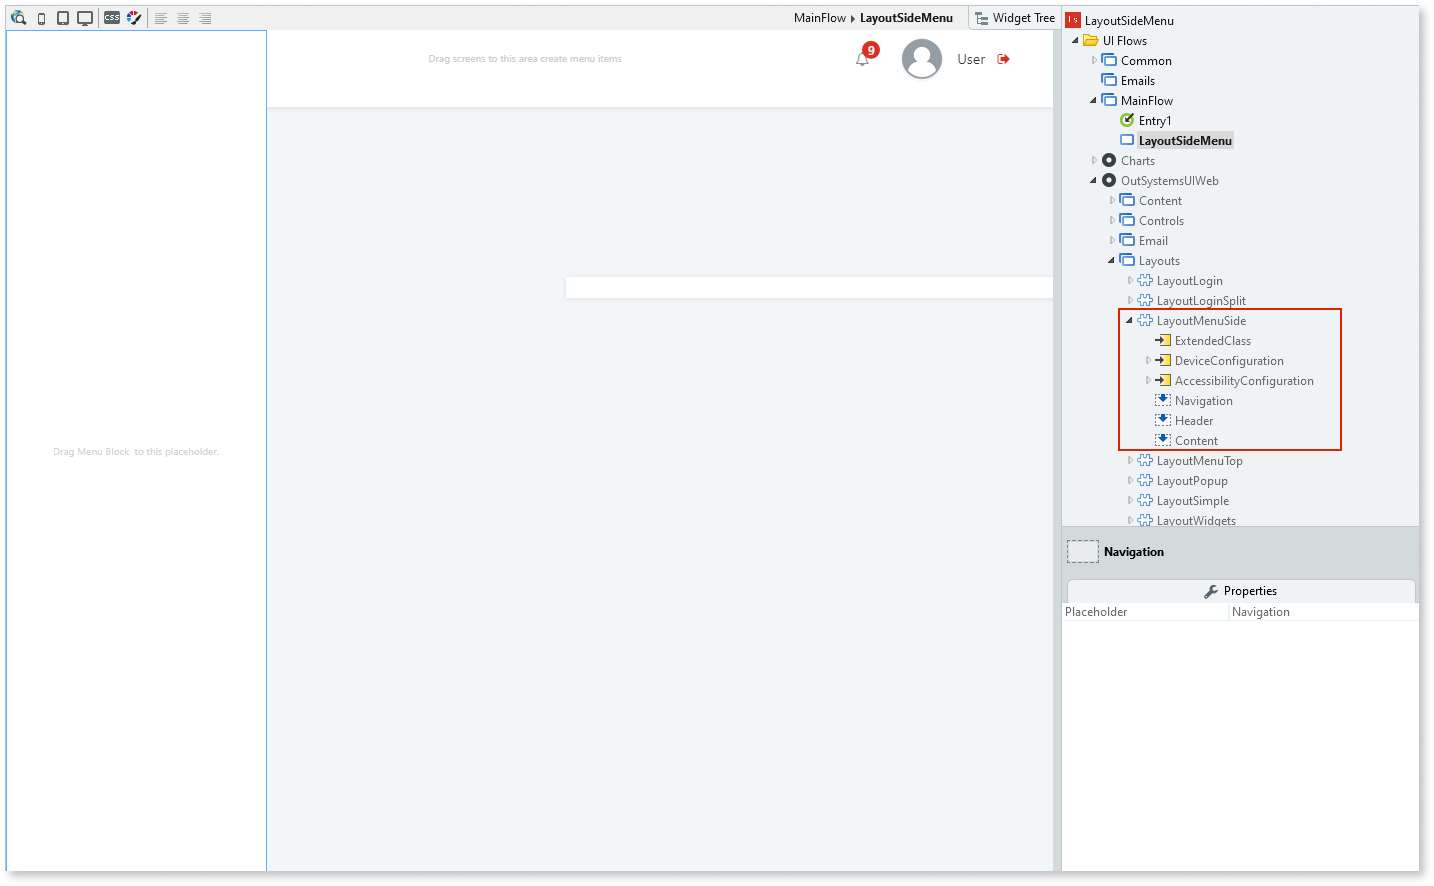 CSS
MainFlow LayoutSideMenu
Widget Tree
Drag screens to this area create menu items
9
User
Drag Menu Block to this placeholder.
LayoutSideMenu
UI Flows
Common
Emails
MainFlow
Entry1
LayoutSideMenu
Charts
OutSystemsUIWeb
Content
Controls
Email
Layouts
LayoutLogin
LayoutLoginSplit
LayoutMenuSide
ExtendedClass
DeviceConfiguration
AccessibilityConfiguration
Navigation
Header
Content
LayoutMenuTop
LayoutPopup
LayoutSimple
LayoutWidgets
Navigation
Properties
Placeholder Navigation